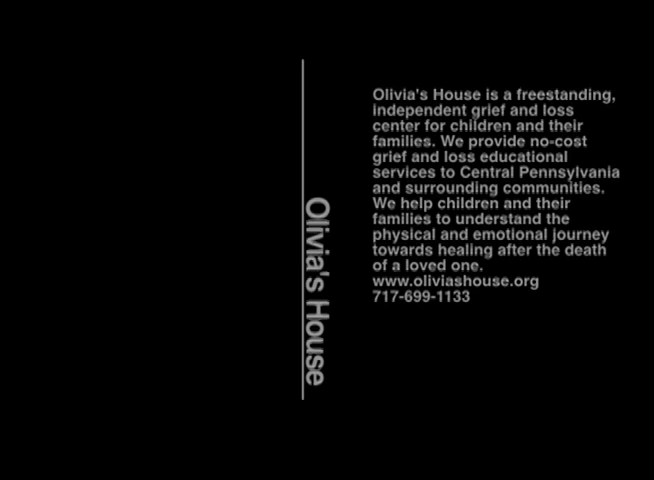 Olivia's House
Olivia's House is a freestanding,
independent grief and loss
center for children and their
families. We provide no-cost
grief and loss educational
services to Central Pennsylvania
and surrounding communities.
We help children and their
families to understand the
physical and emotional journey
towards healing after the death
of a loved one.
www.oliviashouse.org
717-699-1133